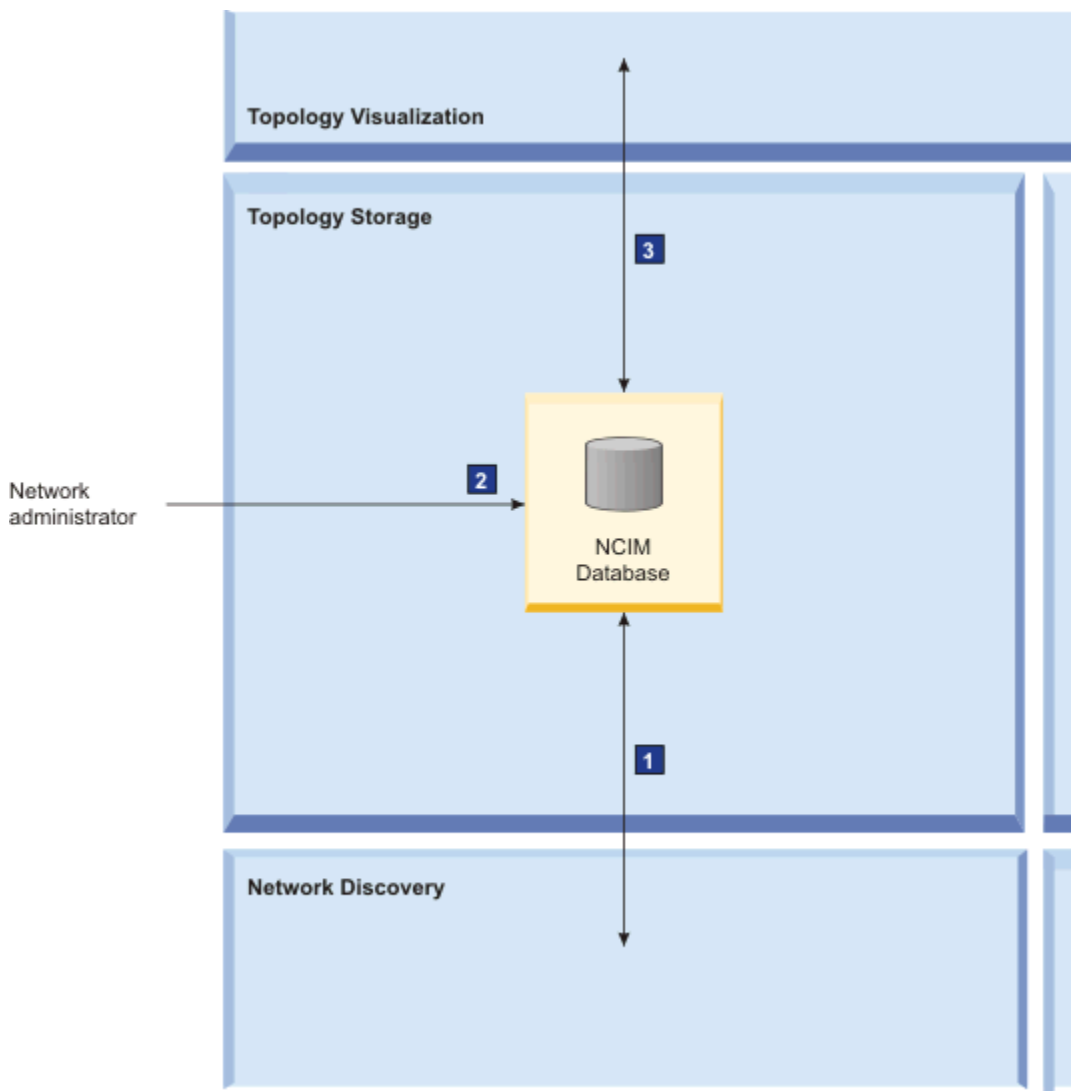 Topology Visualization
Topology Storage
3
2
Network
administrator
NCIM
Database
1
Network Discovery